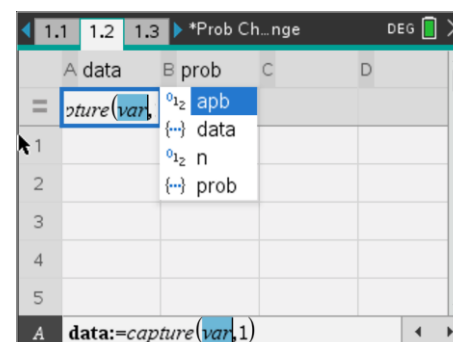 1.1 1.2 1.3 *Prob Ch...nge DEG
A data B prob C D
= pture(var, 
apb
data
n
prob
1
2
3
4
5
A data:=capture(var,1)